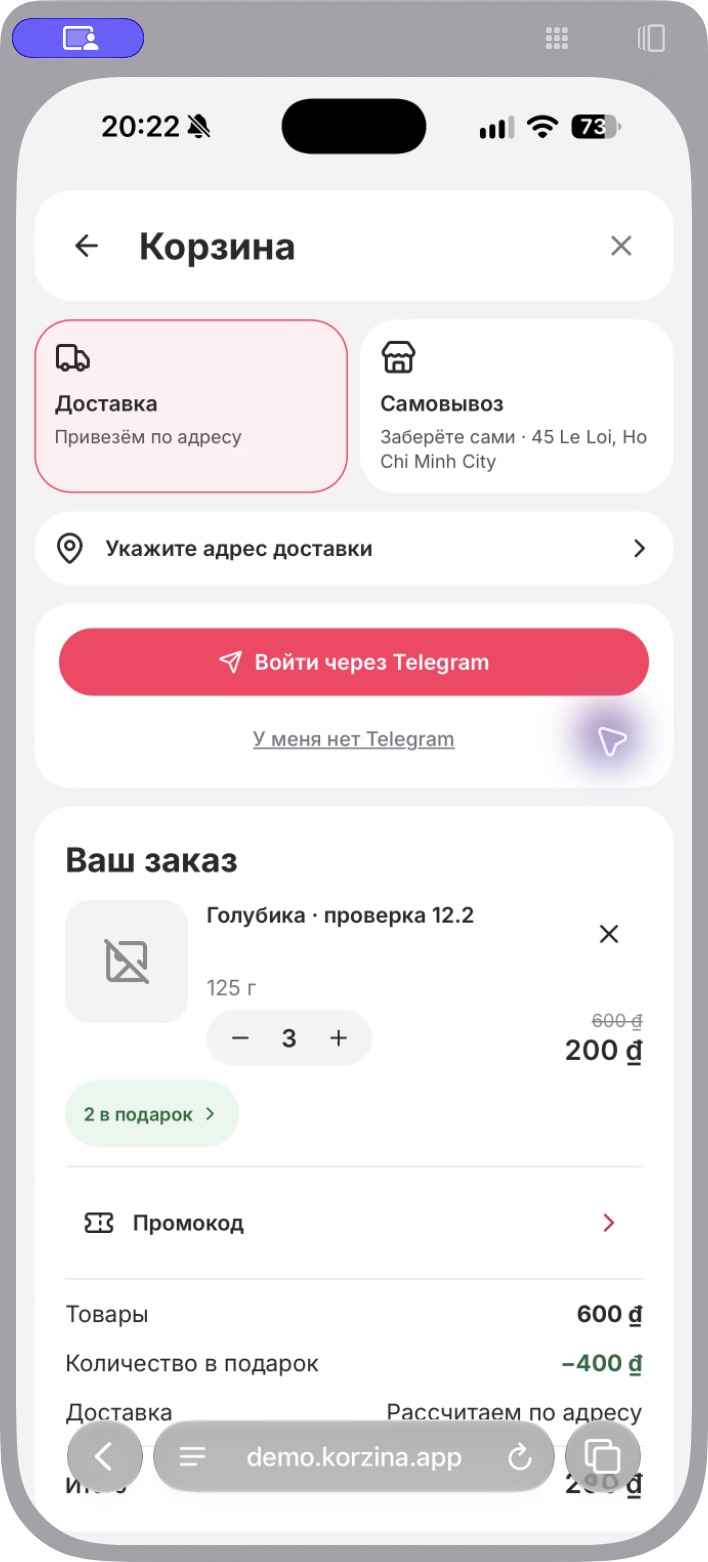 20:22
73
Корзина
Доставка
Привезём по адресу
Самовывоз
Заберёте сами · 45 Le Loi, Ho
Chi Minh City
Укажите адрес доставки
Войти через Telegram
У меня нет Telegram
Ваш заказ
Голубика · проверка 12.2
125 г
3
600 ₫
200 ₫
2 в подарок
Промокод
Товары
600 ₫
Количество в подарок
−400 ₫
Доставка
Рассчитаем по адресу
demo.korzina.app